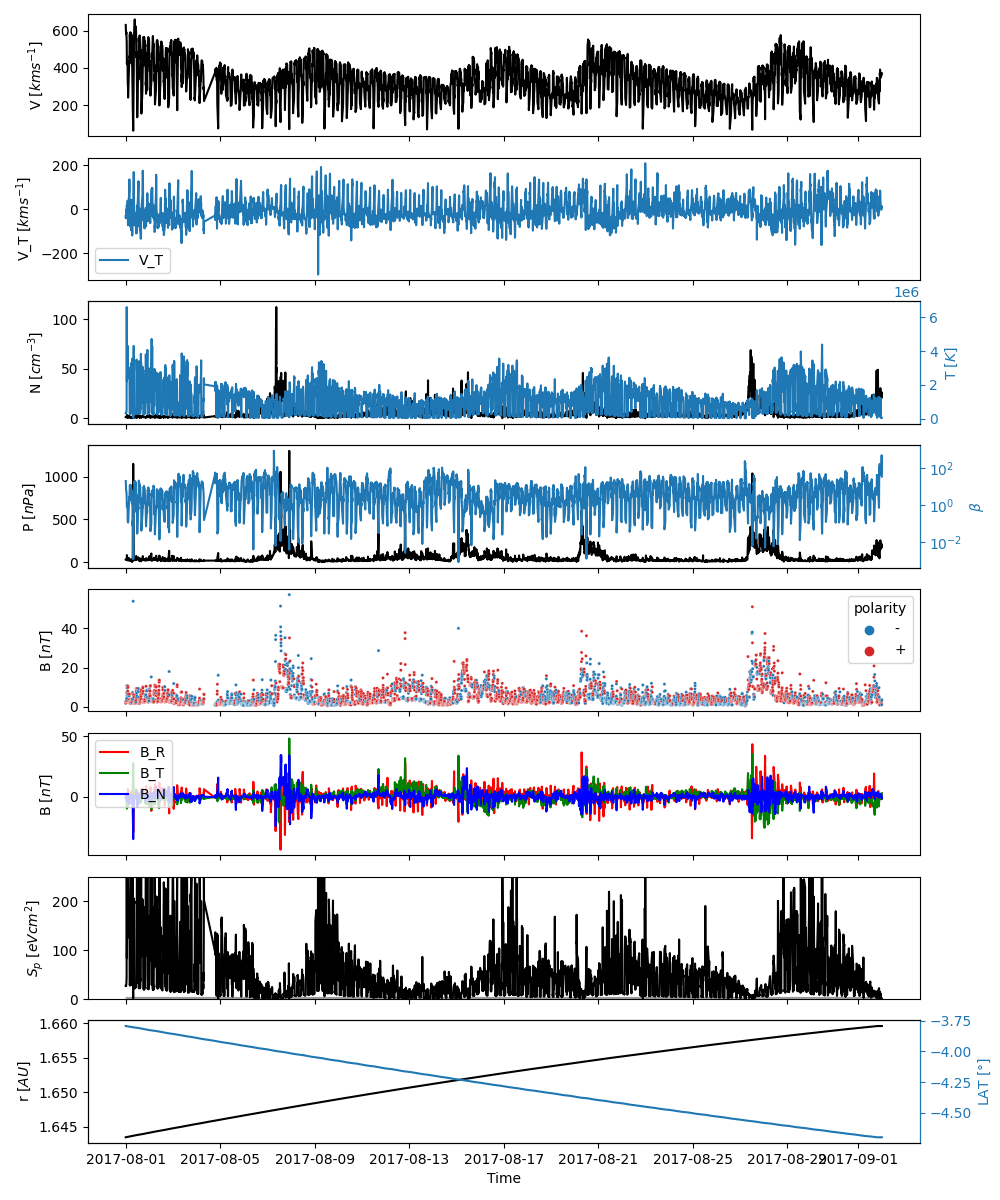 600
400
200
V [kms⁻¹]
200
0
−200
V_T [kms⁻¹]
V_T
1e6
100
50
0
N [cm⁻³]
6
4
2
0
T [K]
1000
500
0
P [nPa]
10²
10⁰
10⁻²
β
40
20
0
B [nT]
polarity
-
+
50
0
B [nT]
B_R
B_T
B_N
200
100
0
S_p [eVcm²]
1.660
1.655
1.650
1.645
r [AU]
−3.75
−4.00
−4.25
−4.50
LAT [°]
2017-08-01 2017-08-05 2017-08-09 2017-08-13 2017-08-17 2017-08-21 2017-08-25 2017-08-29 2017-09-01
Time